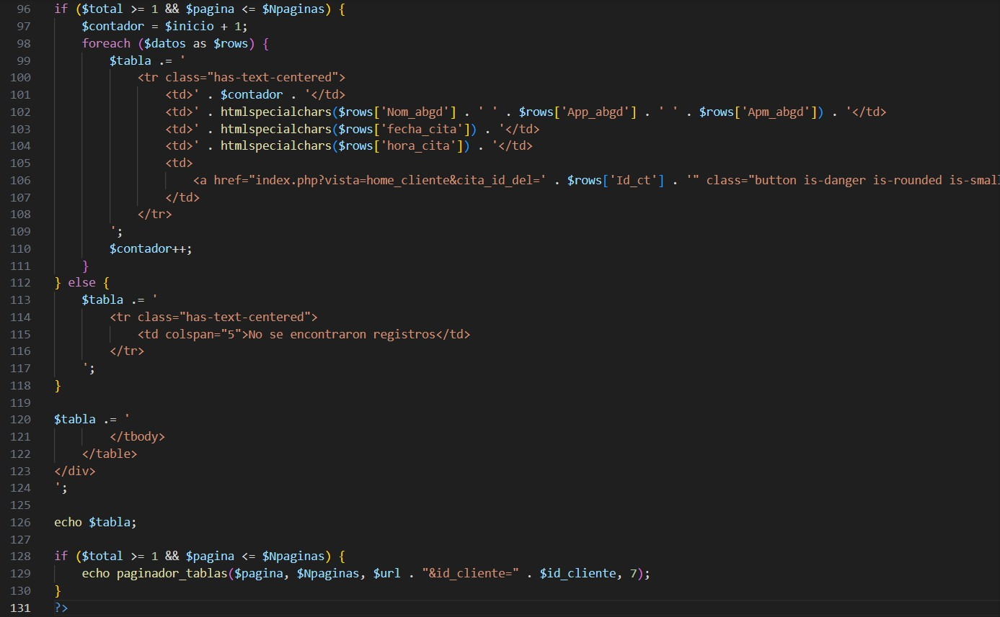 96 if ($total >= 1 && $pagina <= $Npaginas) {
97     $contador = $inicio + 1;
98     foreach ($datos as $rows) {
99         $tabla .= '
100             <tr class="has-text-centered">
101                 <td>' . $contador . '</td>
102                 <td>' . htmlspecialchars($rows['Nom_abgd'] . ' ' . $rows['App_abgd'] . ' ' . $rows['Apm_abgd']) . '</td>
103                 <td>' . htmlspecialchars($rows['fecha_cita']) . '</td>
104                 <td>' . htmlspecialchars($rows['hora_cita']) . '</td>
105                 <td>
106                     <a href="index.php?vista=home_cliente&cita_id_del=' . $rows['Id_ct'] . '" class="button is-danger is-rounded is-small
107                 </td>
108             </tr>
109         ';
110         $contador++;
111     }
112 } else {
113     $tabla .= '
114         <tr class="has-text-centered">
115             <td colspan="5">No se encontraron registros</td>
116         </tr>
117     ';
118 }
119
120 $tabla .= '
121         </tbody>
122     </table>
123 </div>
124 ';
125
126 echo $tabla;
127
128 if ($total >= 1 && $pagina <= $Npaginas) {
129     echo paginador_tablas($pagina, $Npaginas, $url . "&id_cliente=" . $id_cliente, 7);
130 }
131 ?>